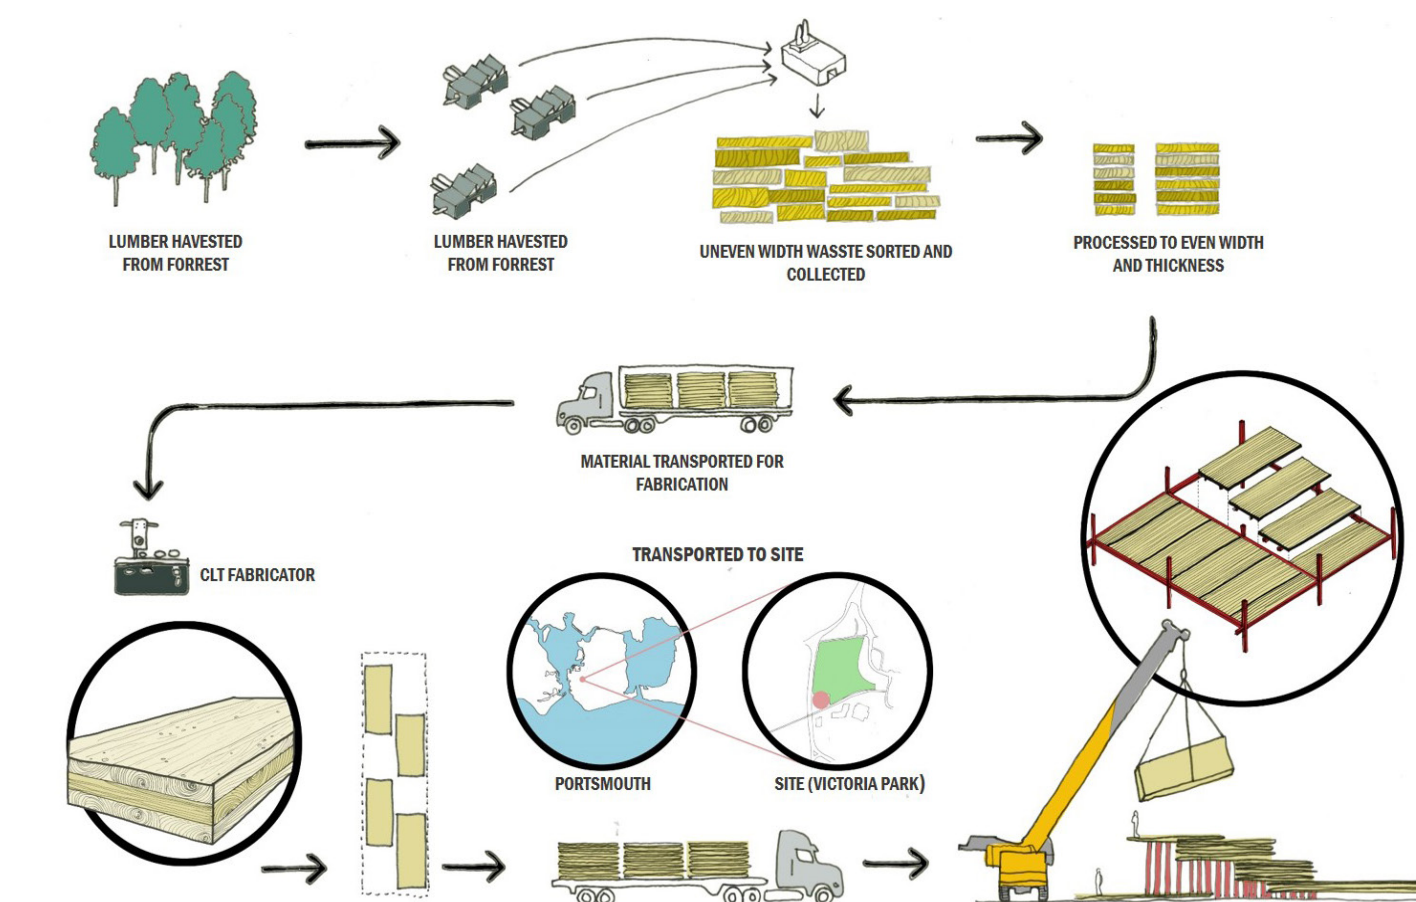 LUMBER HAVESTED
FROM FORREST
LUMBER HAVESTED
FROM FORREST
UNEVEN WIDTH WASSTE SORTED AND
COLLECTED
PROCESSED TO EVEN WIDTH
AND THICKNESS
MATERIAL TRANSPORTED FOR
FABRICATION
CLT FABRICATOR
TRANSPORTED TO SITE
PORTSMOUTH
SITE (VICTORIA PARK)